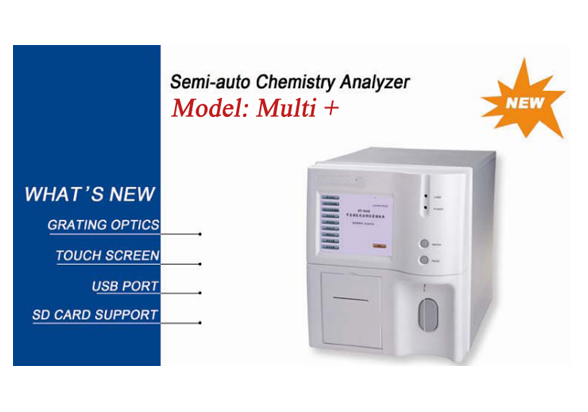 Semi-auto Chemistry Analyzer
Model: Multi +
NEW
WHAT'S NEW
GRATING OPTICS
TOUCH SCREEN
USB PORT
SD CARD SUPPORT